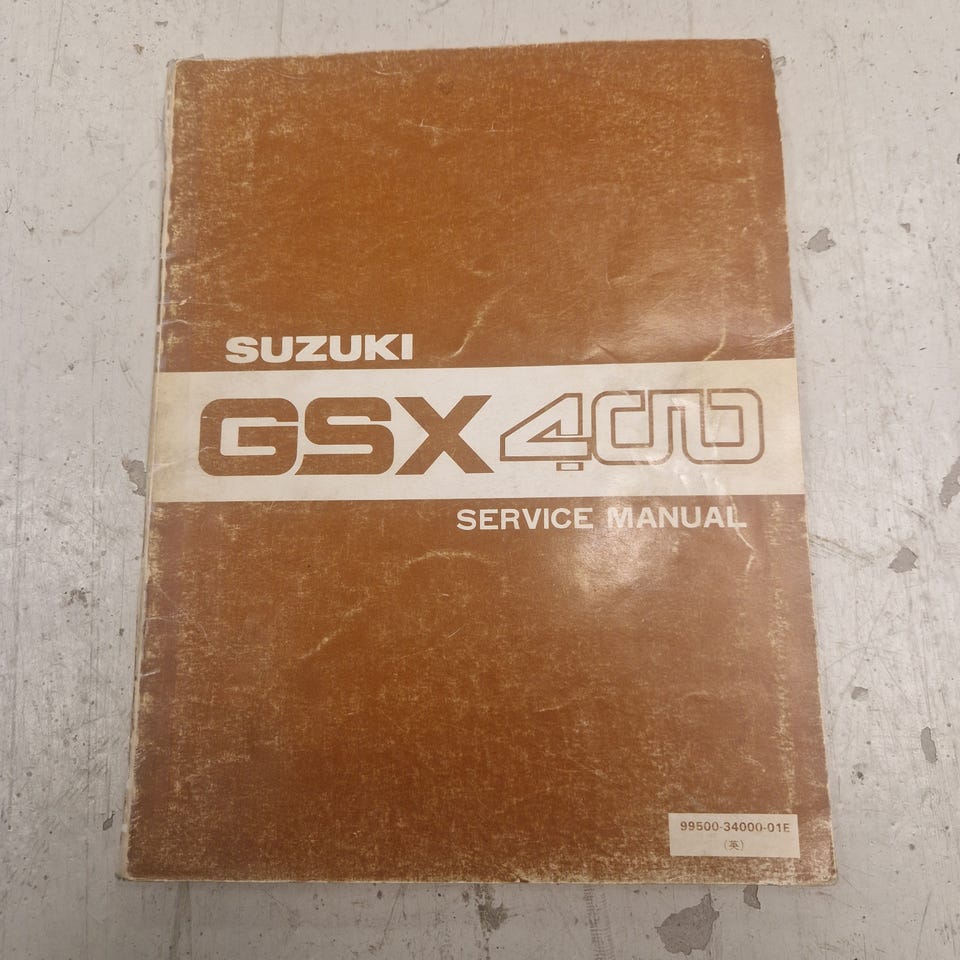 SUZUKI
GSX 400
SERVICE MANUAL
99500-34000-01E
(英)